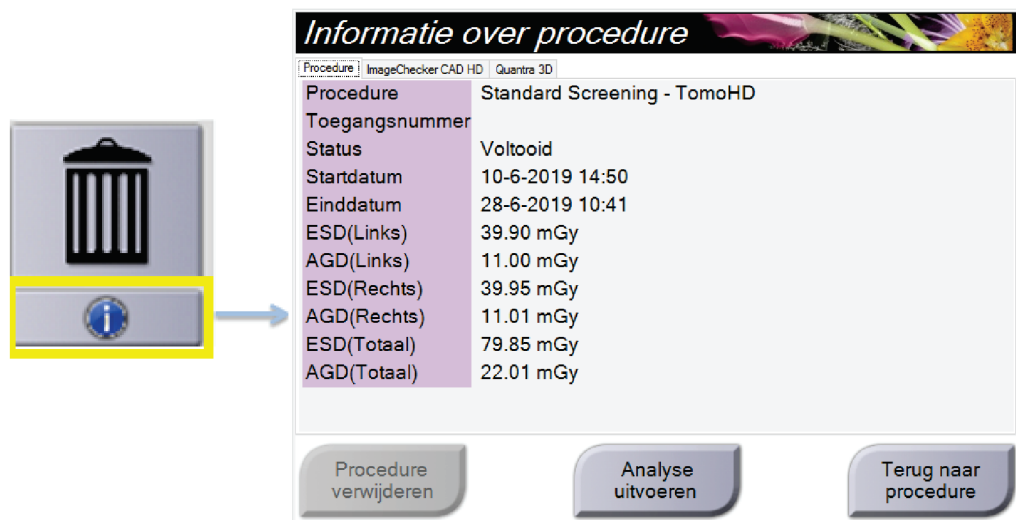 Informatie over procedure
Procedure ImageChecker CAD HD Quantra 3D
Procedure Standard Screening - TomoHD
Toegangsnummer
Status Voltooid
Startdatum 10-6-2019 14:50
Einddatum 28-6-2019 10:41
ESD(Links) 39.90 mGy
AGD(Links) 11.00 mGy
ESD(Rechts) 39.95 mGy
AGD(Rechts) 11.01 mGy
ESD(Totaal) 79.85 mGy
AGD(Totaal) 22.01 mGy
Procedure
verwijderen
Analyse
uitvoeren
Terug naar
procedure